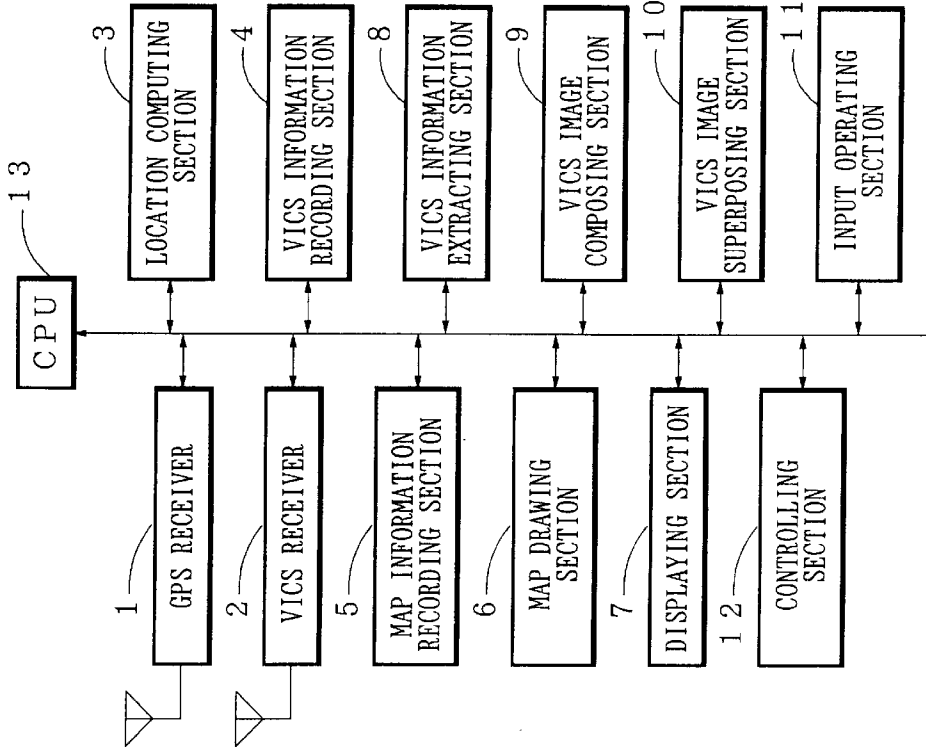 CPU
13
1
GPS RECEIVER
2
VICS RECEIVER
5
MAP INFORMATION
RECORDING SECTION
6
MAP DRAWING
SECTION
7
DISPLAYING SECTION
12
CONTROLLING
SECTION
3
LOCATION COMPUTING
SECTION
4
VICS INFORMATION
RECORDING SECTION
8
VICS INFORMATION
EXTRACTING SECTION
9
VICS IMAGE
COMPOSING SECTION
10
VICS IMAGE
SUPERPOSING SECTION
11
INPUT OPERATING
SECTION